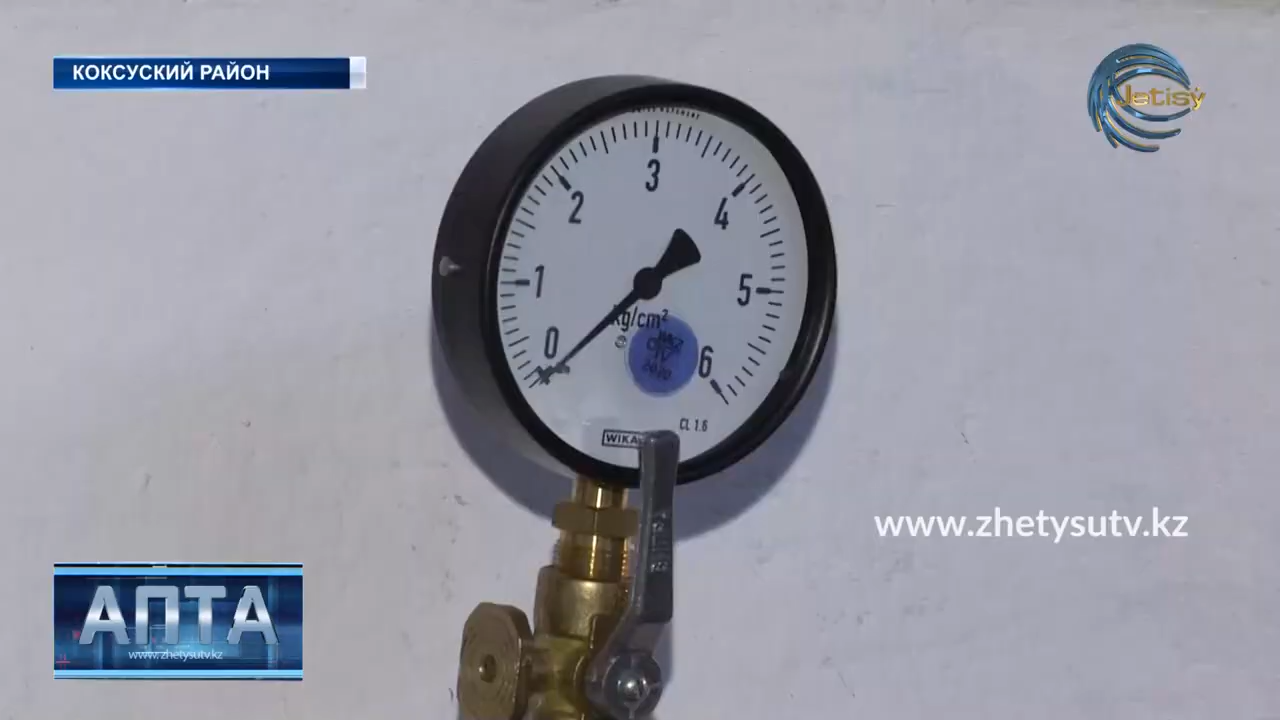 КОКСУСКИЙ РАЙОН
Jetisý
3
2
4
1
5
kg/cm²
0
6
2020
CL 1.6
WIKA
www.zhetysutv.kz
АПТА
www.zhetysutv.kz